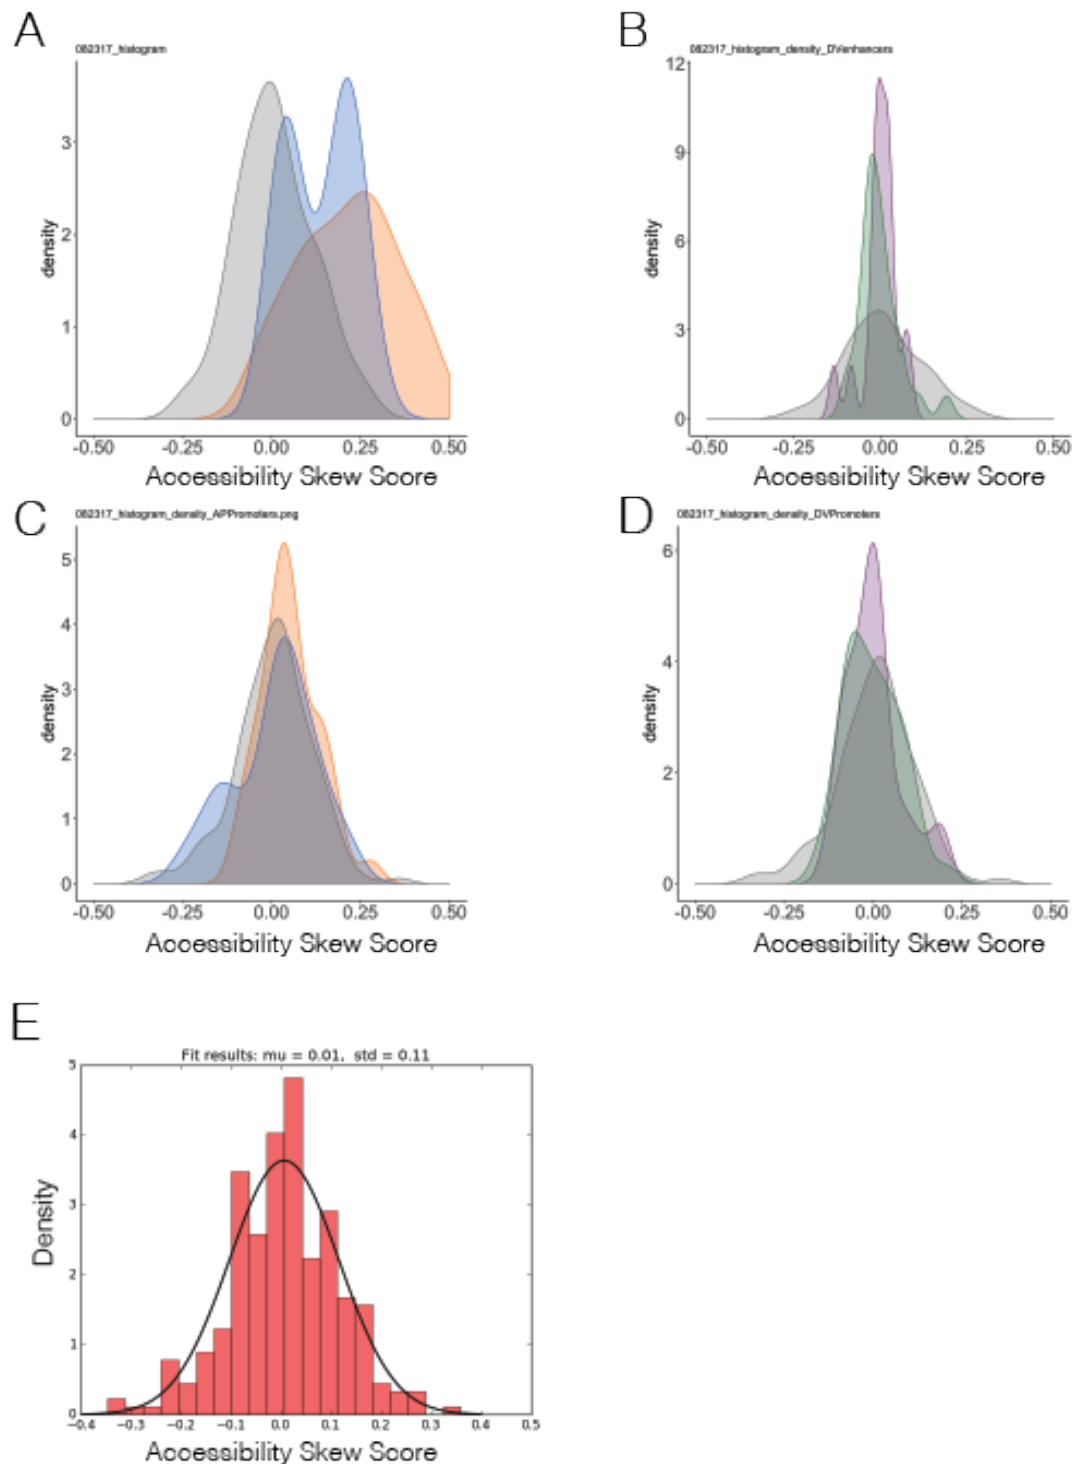 A
082317_histogram
density
3
2
1
0
-0.50
-0.25
0.00
0.25
0.50
Accessibility Skew Score
B
082317_histogram_density_DVenhancers
density
12
9
6
3
0
-0.50
-0.25
0.00
0.25
0.50
Accessibility Skew Score
C
082317_histogram_density_APPromoters.png
density
5
4
3
2
1
0
-0.50
-0.25
0.00
0.25
0.50
Accessibility Skew Score
D
082317_histogram_density_DVPromoters
density
6
4
2
0
-0.50
-0.25
0.00
0.25
0.50
Accessibility Skew Score
E
Fit results: mu = 0.01, std = 0.11
Density
5
4
3
2
1
0
−0.4
−0.3
−0.2
−0.1
0.0
0.1
0.2
0.3
0.4
0.5
Accessibility Skew Score